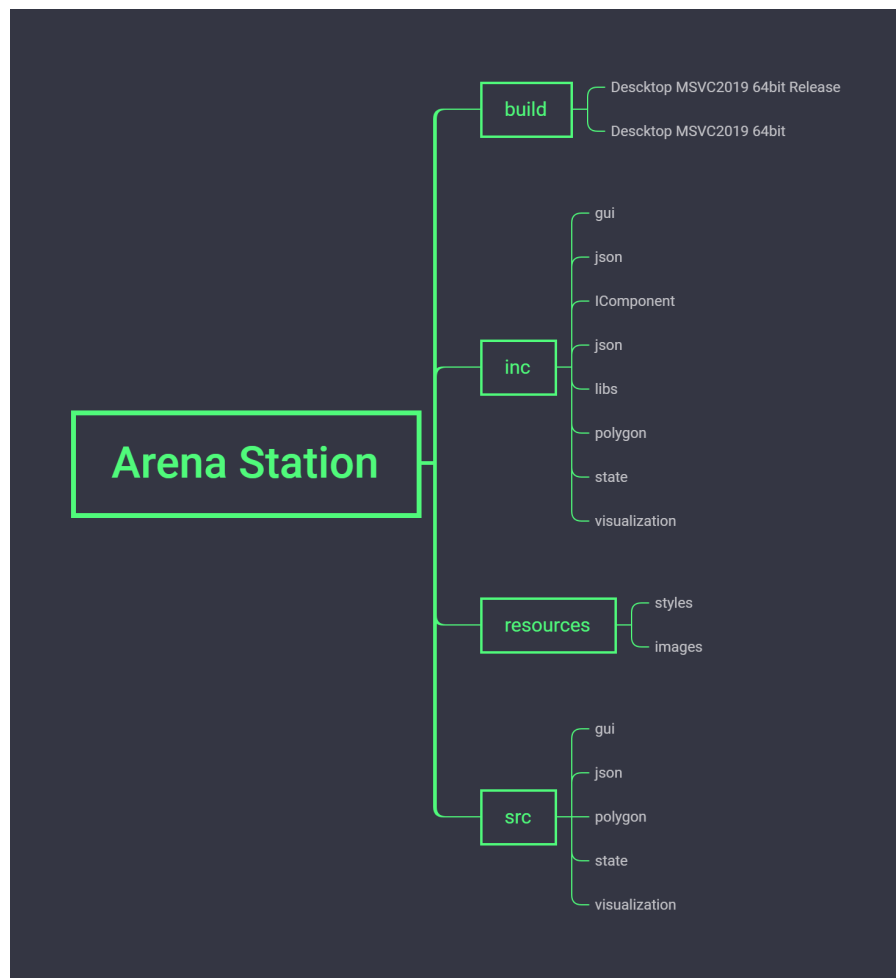 Arena Station
build
Descktop MSVC2019 64bit Release
Descktop MSVC2019 64bit
inc
gui
json
IComponent
json
libs
polygon
state
visualization
resources
styles
images
src
gui
json
polygon
state
visualization